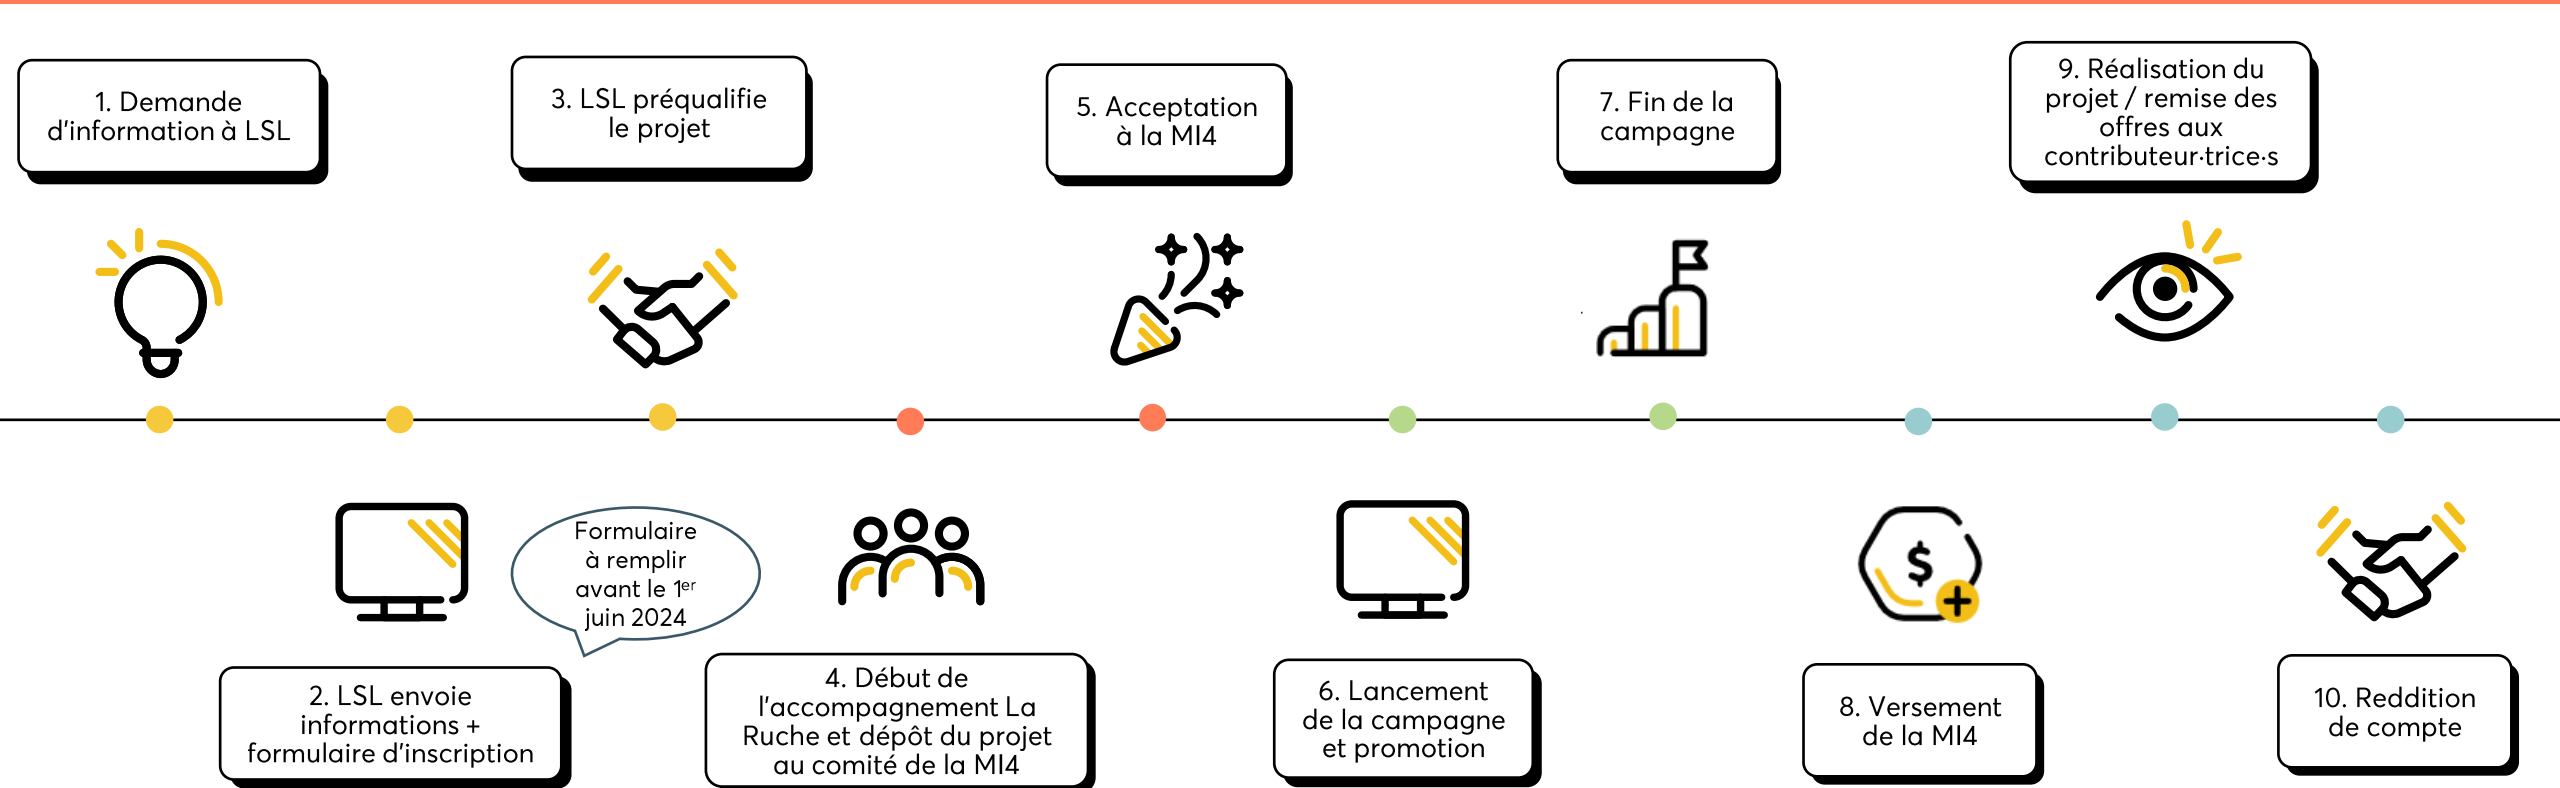 1. Demande
d'information à LSL
3. LSL préqualifie
le projet
5. Acceptation
à la MI4
7. Fin de la
campagne
9. Réalisation du
projet / remise des
offres aux
contributeur·trice·s
Formulaire
à remplir
avant le 1er
juin 2024
$
2. LSL envoie
informations +
formulaire d'inscription
4. Début de
l'accompagnement La
Ruche et dépôt du projet
au comité de la MI4
6. Lancement
de la campagne
et promotion
8. Versement
de la MI4
10. Reddition
de compte